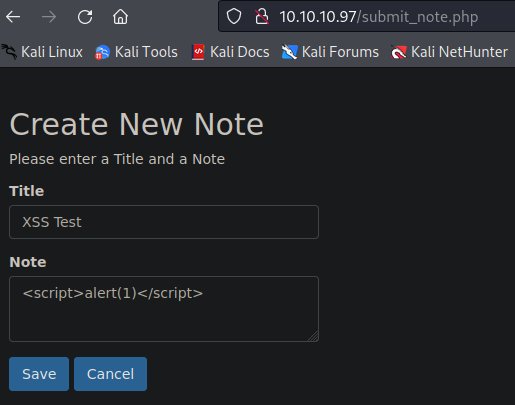 10.10.10.97/submit_note.php
Kali Linux Kali Tools Kali Docs Kali Forums Kali NetHunter
Create New Note
Please enter a Title and a Note
Title
XSS Test
Note
<script>alert(1)</script>
Save Cancel